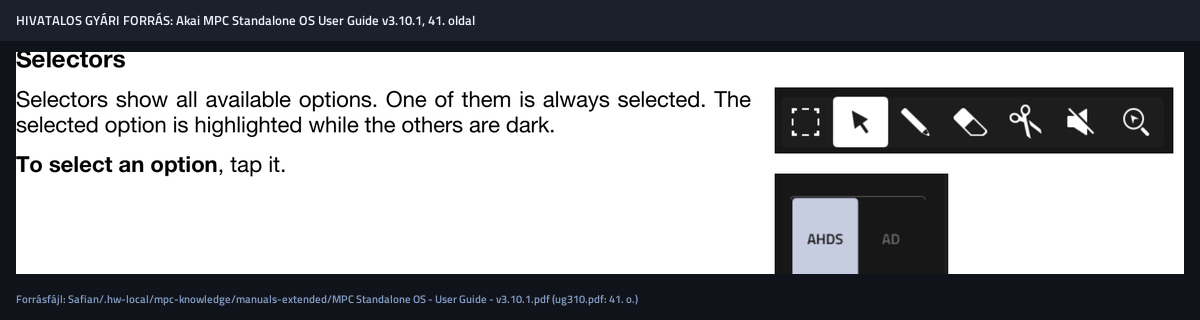 HIVATALOS GYÁRI FORRÁS: Akai MPC Standalone OS User Guide v3.10.1, 41. oldal
Selectors
Selectors show all available options. One of them is always selected. The
selected option is highlighted while the others are dark.
To select an option, tap it.
AHDS AD
Forrásfájl: Safian/.hw-local/mpc-knowledge/manuals-extended/MPC Standalone OS - User Guide - v3.10.1.pdf (ug310.pdf: 41. o.)